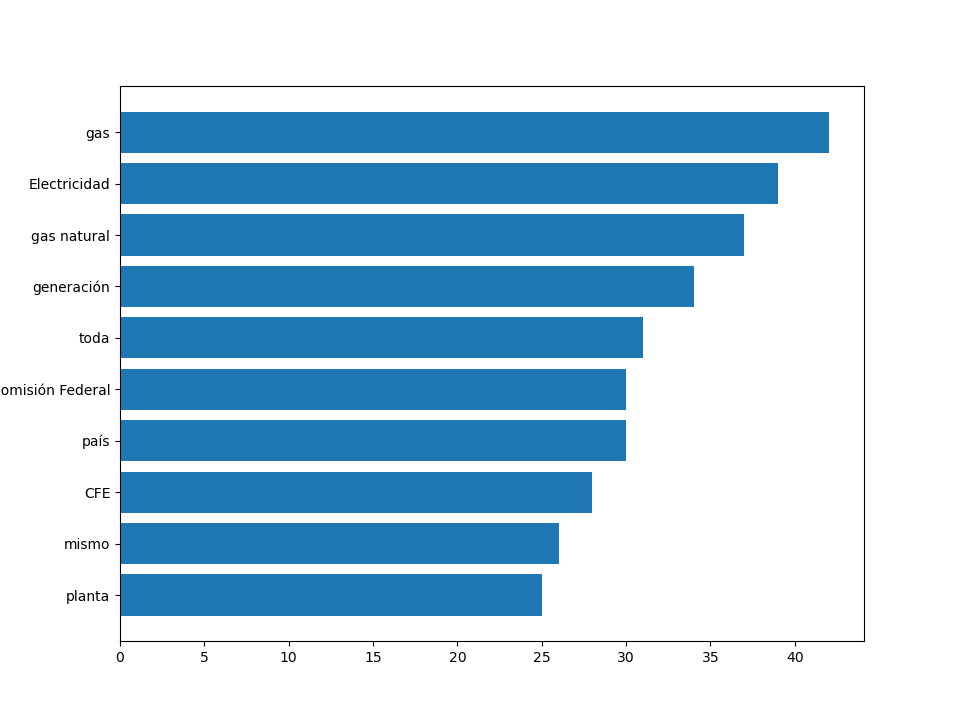 gas
Electricidad
gas natural
generación
toda
omisión Federal
país
CFE
mismo
planta
0 5 10 15 20 25 30 35 40